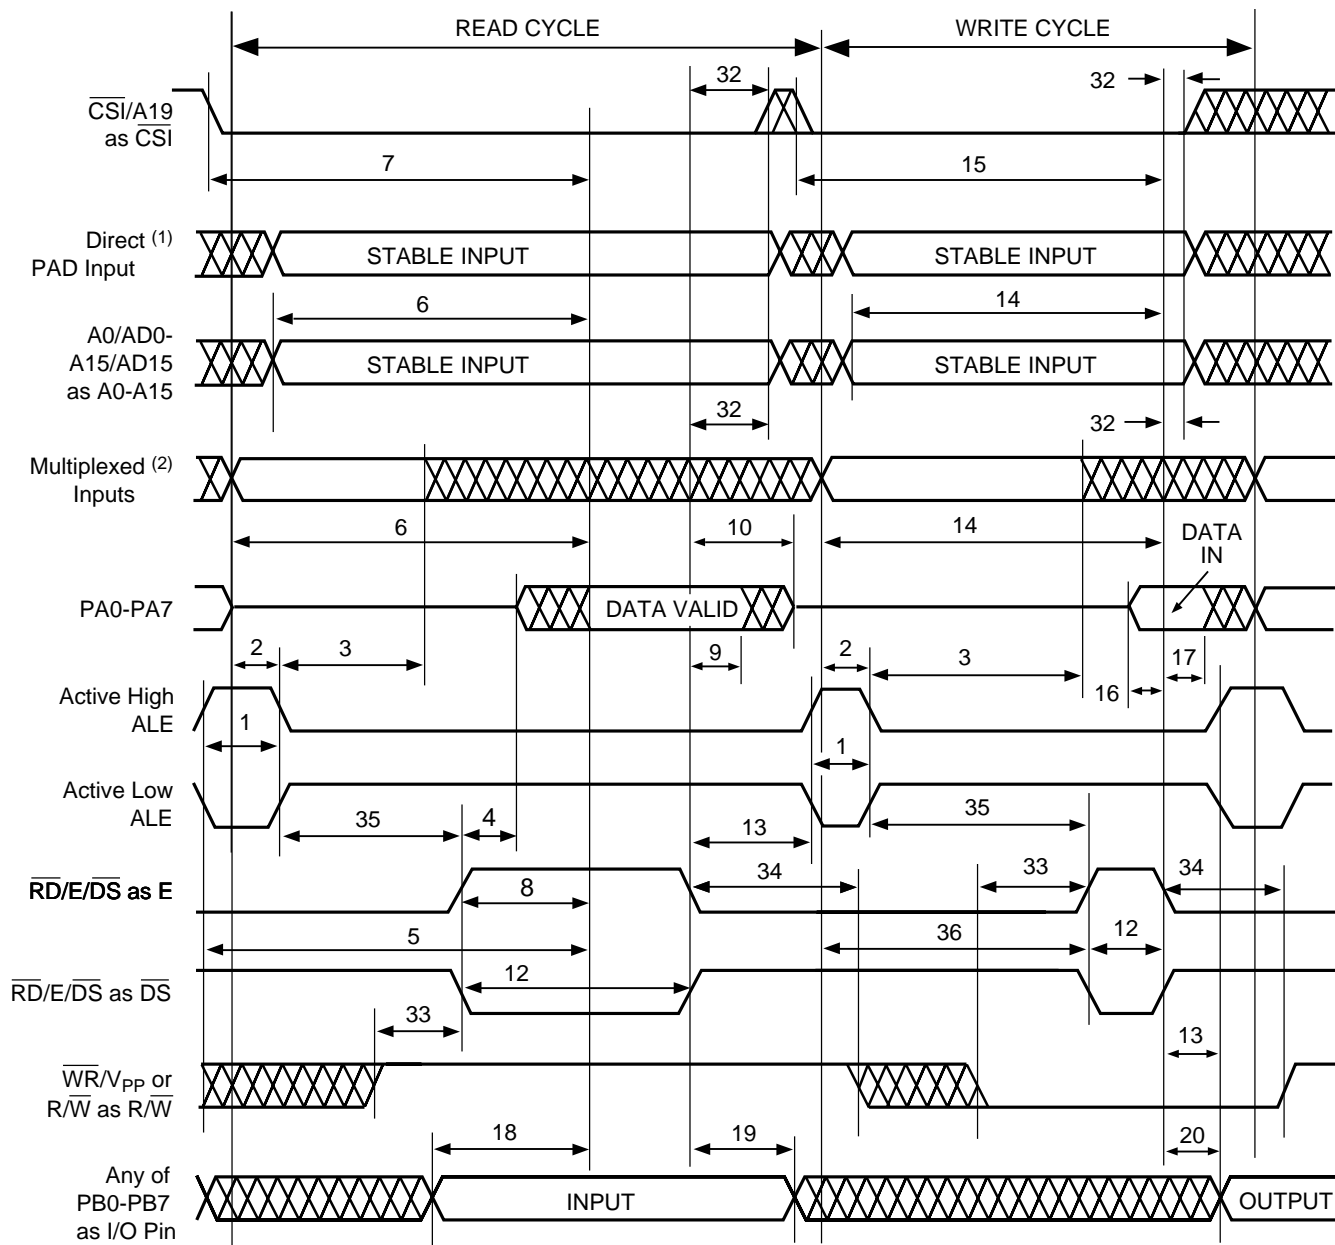 READ CYCLE
WRITE CYCLE
32
32
CSI/A19
as CSI
7
15
Direct (1)
PAD Input
STABLE INPUT
STABLE INPUT
6
14
A0/AD0-
A15/AD15
as A0-A15
STABLE INPUT
STABLE INPUT
32
32
Multiplexed (2)
Inputs
6
10
14
DATA
IN
PA0-PA7
DATA VALID
2
3
9
2
3
17
16
Active High
ALE
1
1
Active Low
ALE
35
4
13
35
RD/E/DS as E
8
34
33
34
5
36
12
RD/E/DS as DS
12
33
13
WR/VPP or
R/W as R/W
18
19
20
Any of
PB0-PB7
as I/O Pin
INPUT
OUTPUT